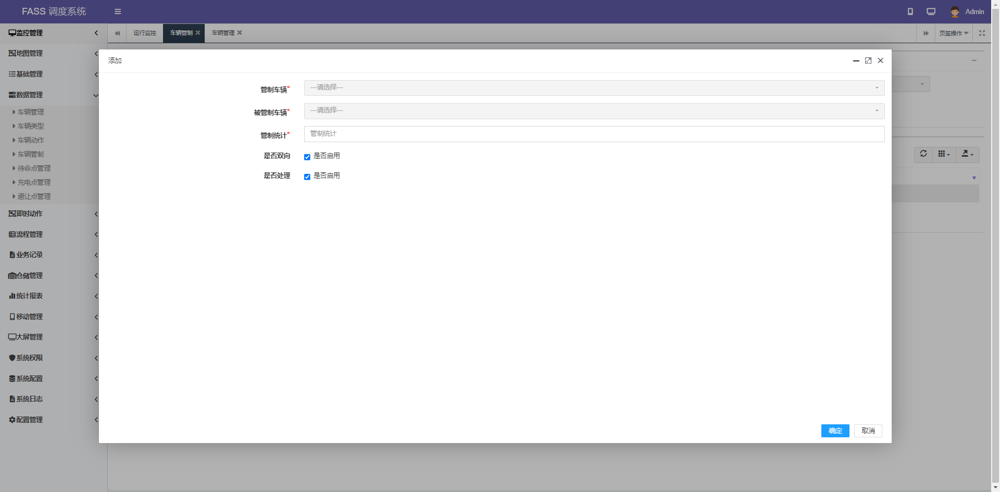 FASS 调度系统
Admin
监控管理
运行监控
车辆管制
车辆管理
页签操作
地图管理
基础管理
数据管理
车辆管理
车辆类型
车辆动作
车辆管制
待命点管理
充电点管理
避让点管理
即时动作
流程管理
业务记录
仓储管理
统计报表
移动管理
大屏管理
系统权限
系统配置
系统日志
配置管理
添加
管制车辆*
---请选择---
被管制车辆*
---请选择---
管制统计*
管制统计
是否双向
是否启用
是否处理
是否启用
确定
取消